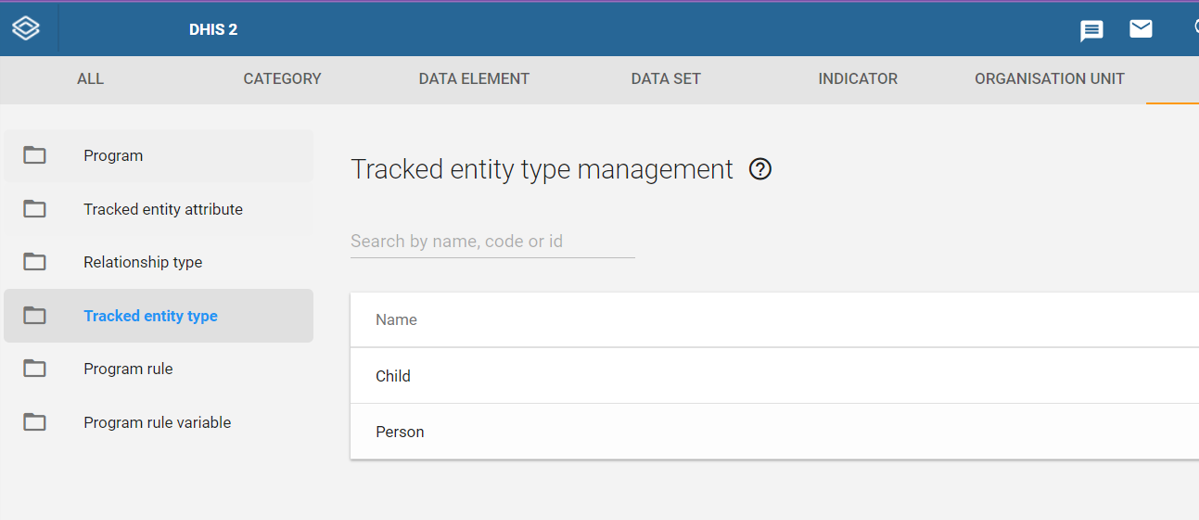 DHIS 2
ALL CATEGORY DATA ELEMENT DATA SET INDICATOR ORGANISATION UNIT
Program
Tracked entity attribute
Relationship type
Tracked entity type
Program rule
Program rule variable
Tracked entity type management
Search by name, code or id
Name
Child
Person